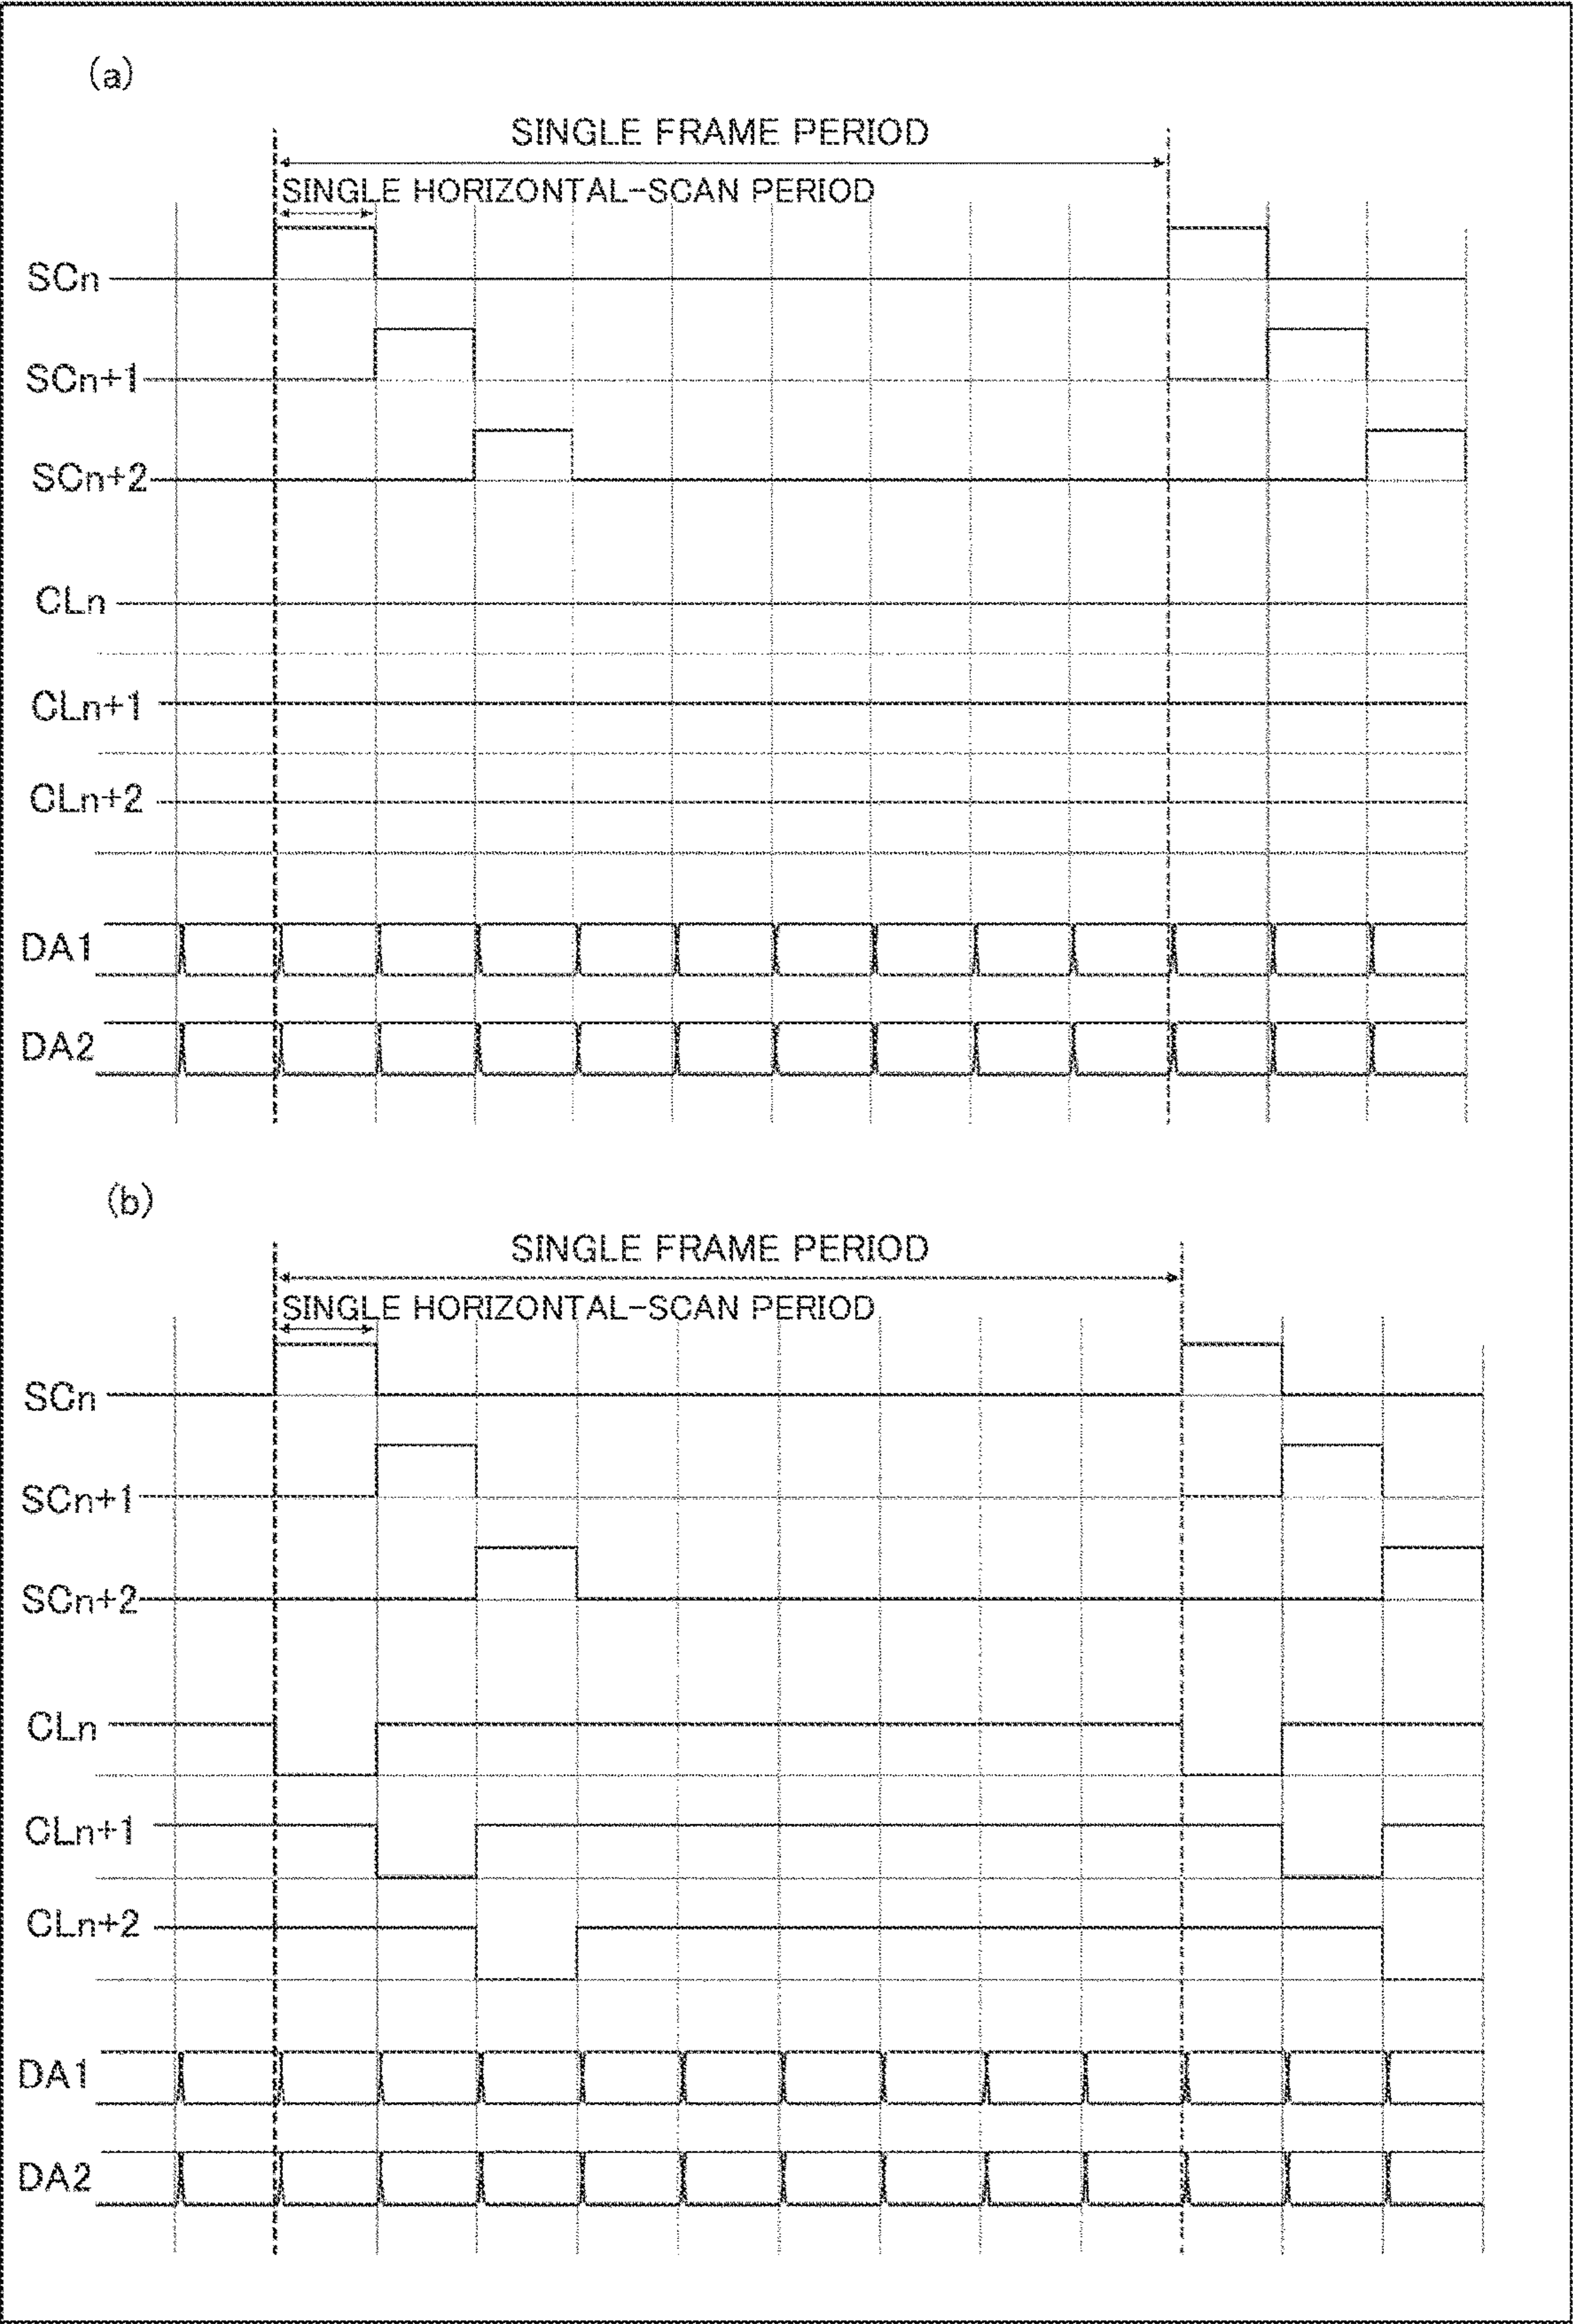 (a)
SINGLE FRAME PERIOD
SINGLE HORIZONTAL-SCAN PERIOD
SCn
SCn+1
SCn+2
CLn
CLn+1
CLn+2
DA1
DA2
(b)
SINGLE FRAME PERIOD
SINGLE HORIZONTAL-SCAN PERIOD
SCn
SCn+1
SCn+2
CLn
CLn+1
CLn+2
DA1
DA2